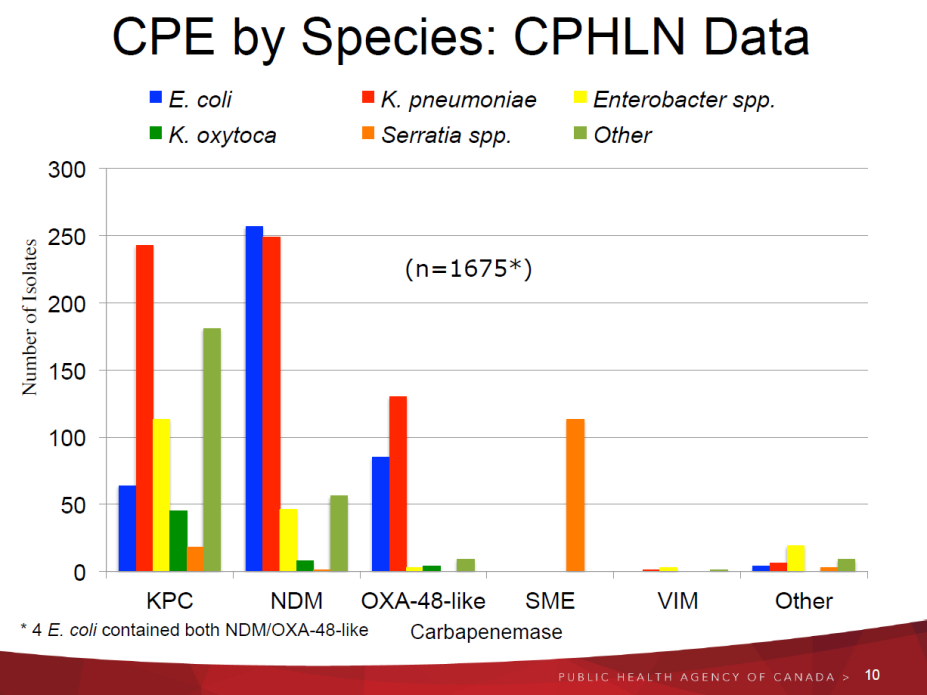 CPE by Species: CPHLN Data
E. coli
K. pneumoniae
Enterobacter spp.
K. oxytoca
Serratia spp.
Other
Number of Isolates
300
250
200
150
100
50
0
(n=1675*)
KPC
NDM
OXA-48-like
SME
VIM
Other
* 4 E. coli contained both NDM/OXA-48-like
Carbapenemase
PUBLIC HEALTH AGENCY OF CANADA >
10